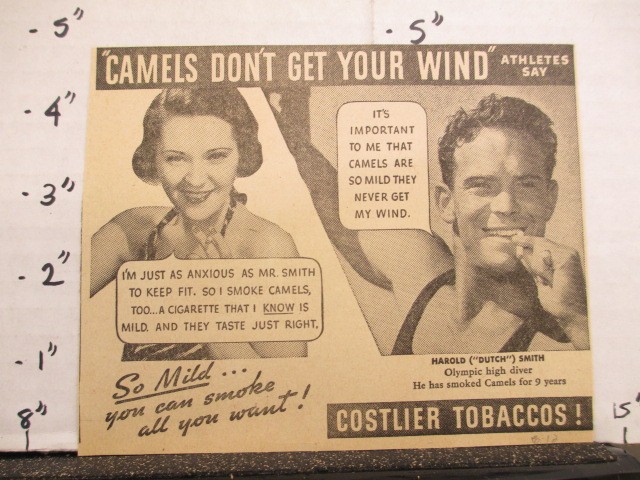 - 5"
- 5"
- 4"
- 3"
- 2"
- 1"
8"
15"
"CAMELS DON'T GET YOUR WIND"
ATHLETES
SAY
IT'S
IMPORTANT
TO ME THAT
CAMELS ARE
SO MILD THEY
NEVER GET
MY WIND.
I'M JUST AS ANXIOUS AS MR. SMITH
TO KEEP FIT. SO I SMOKE CAMELS,
TOO...A CIGARETTE THAT I KNOW IS
MILD. AND THEY TASTE JUST RIGHT.
HAROLD ("DUTCH") SMITH
Olympic high diver
He has smoked Camels for 9 years
So Mild...
you can smoke
all you want!
COSTLIER TOBACCOS!